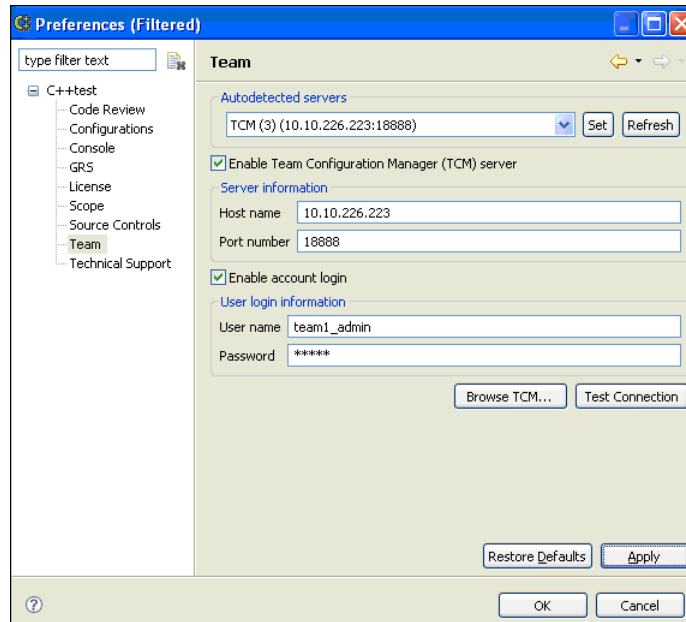 Preferences (Filtered)
type filter text
C++test
Code Review
Configurations
Console
GRS
License
Scope
Source Controls
Team
Technical Support
Team
Autodetected servers
TCM (3) (10.10.226.223:18888)
Set
Refresh
Enable Team Configuration Manager (TCM) server
Server information
Host name 10.10.226.223
Port number 18888
Enable account login
User login information
User name team1_admin
Password *****
Browse TCM...
Test Connection
Restore Defaults
Apply
OK
Cancel